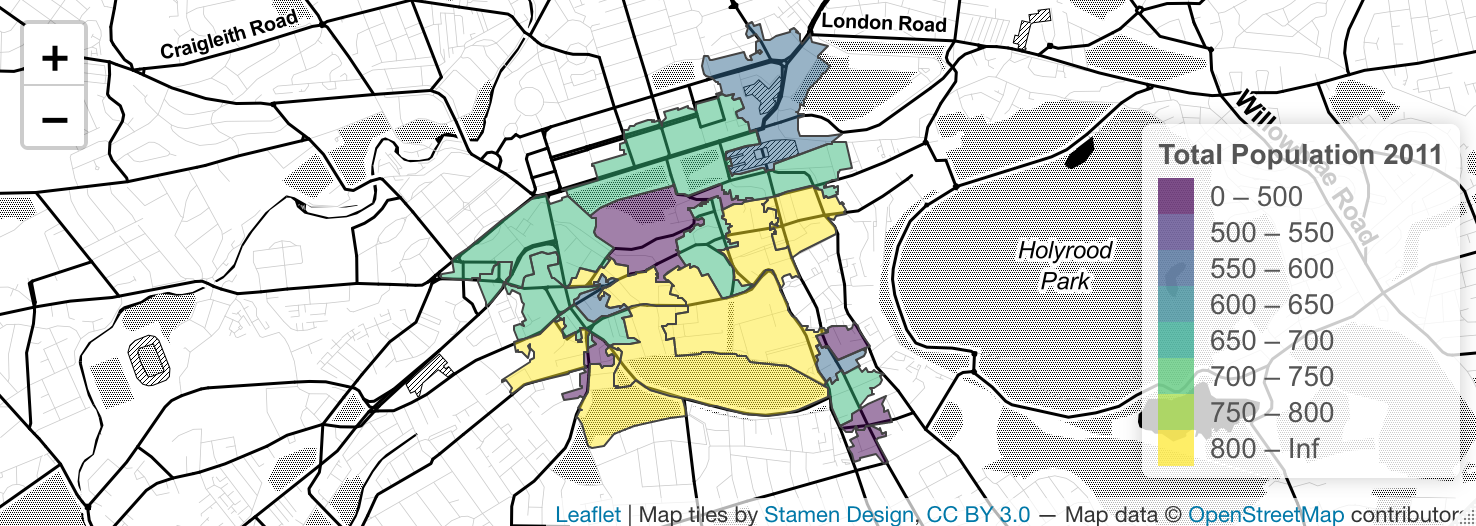 +
−
Craigleith Road
London Road
Willowbrae Road
Holyrood
Park
Total Population 2011
0 – 500
500 – 550
550 – 600
600 – 650
650 – 700
700 – 750
750 – 800
800 – Inf
Leaflet | Map tiles by Stamen Design, CC BY 3.0 — Map data © OpenStreetMap contributor